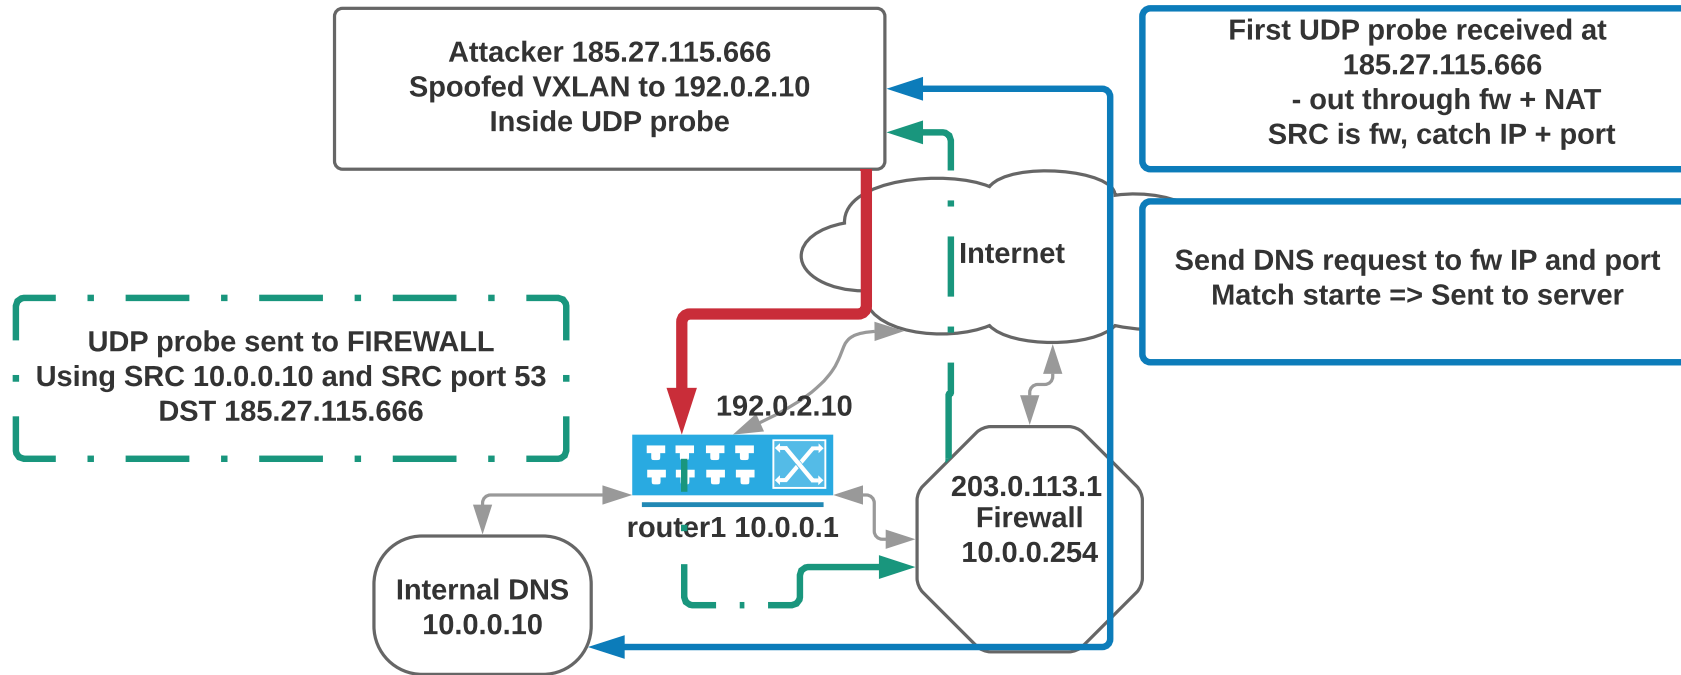 Attacker 185.27.115.666
Spoofed VXLAN to 192.0.2.10
Inside UDP probe
First UDP probe received at
185.27.115.666
- out through fw + NAT
SRC is fw, catch IP + port
Internet
Send DNS request to fw IP and port
Match starte => Sent to server
UDP probe sent to FIREWALL
Using SRC 10.0.0.10 and SRC port 53
DST 185.27.115.666
192.0.2.10
router1 10.0.0.1
203.0.113.1
Firewall
10.0.0.254
Internal DNS
10.0.0.10